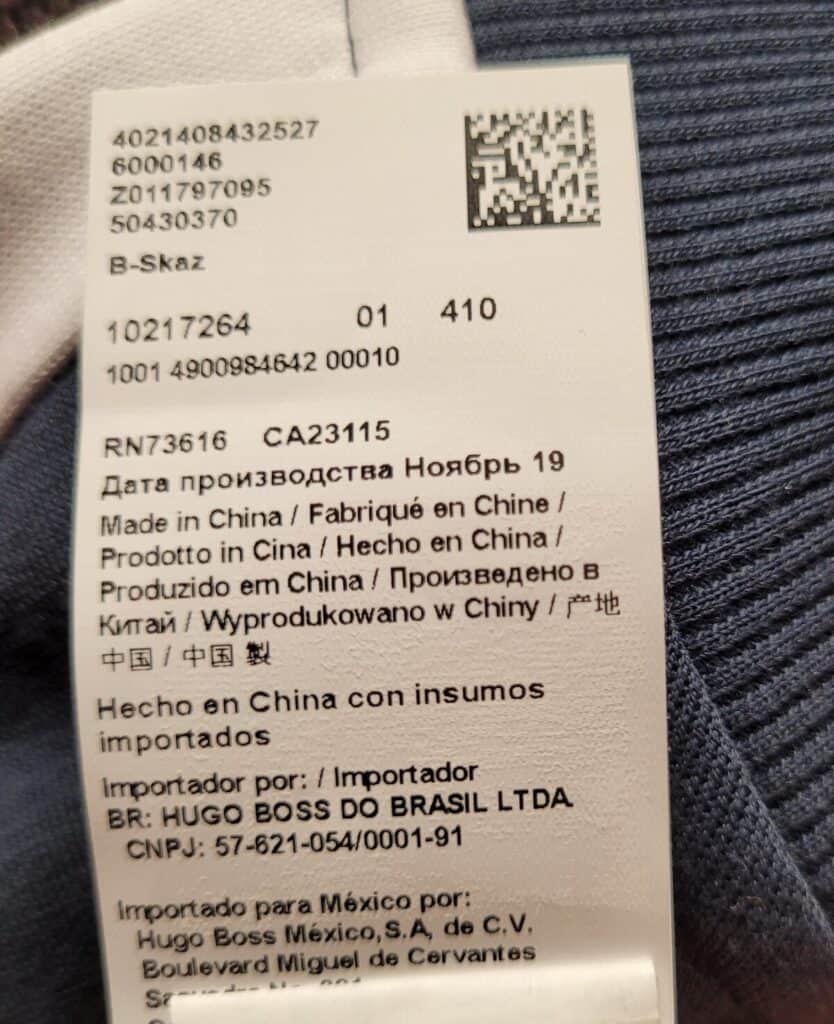 4021408432527
6000146
Z011797095
50430370
B-Skaz
10217264 01 410
1001 4900984642 00010
RN73616 CA23115
Дата производства Ноябрь 19
Made in China / Fabriqué en Chine /
Prodotto in Cina / Hecho en China /
Produzido em China / Произведено в
Китай / Wyprodukowano w Chiny / 产地
中国 / 中国 製
Hecho en China con insumos
importados
Importador por: / Importador
BR: HUGO BOSS DO BRASIL LTDA.
CNPJ: 57-621-054/0001-91
Importado para México por:
Hugo Boss México,S.A, de C.V.
Boulevard Miguel de Cervantes